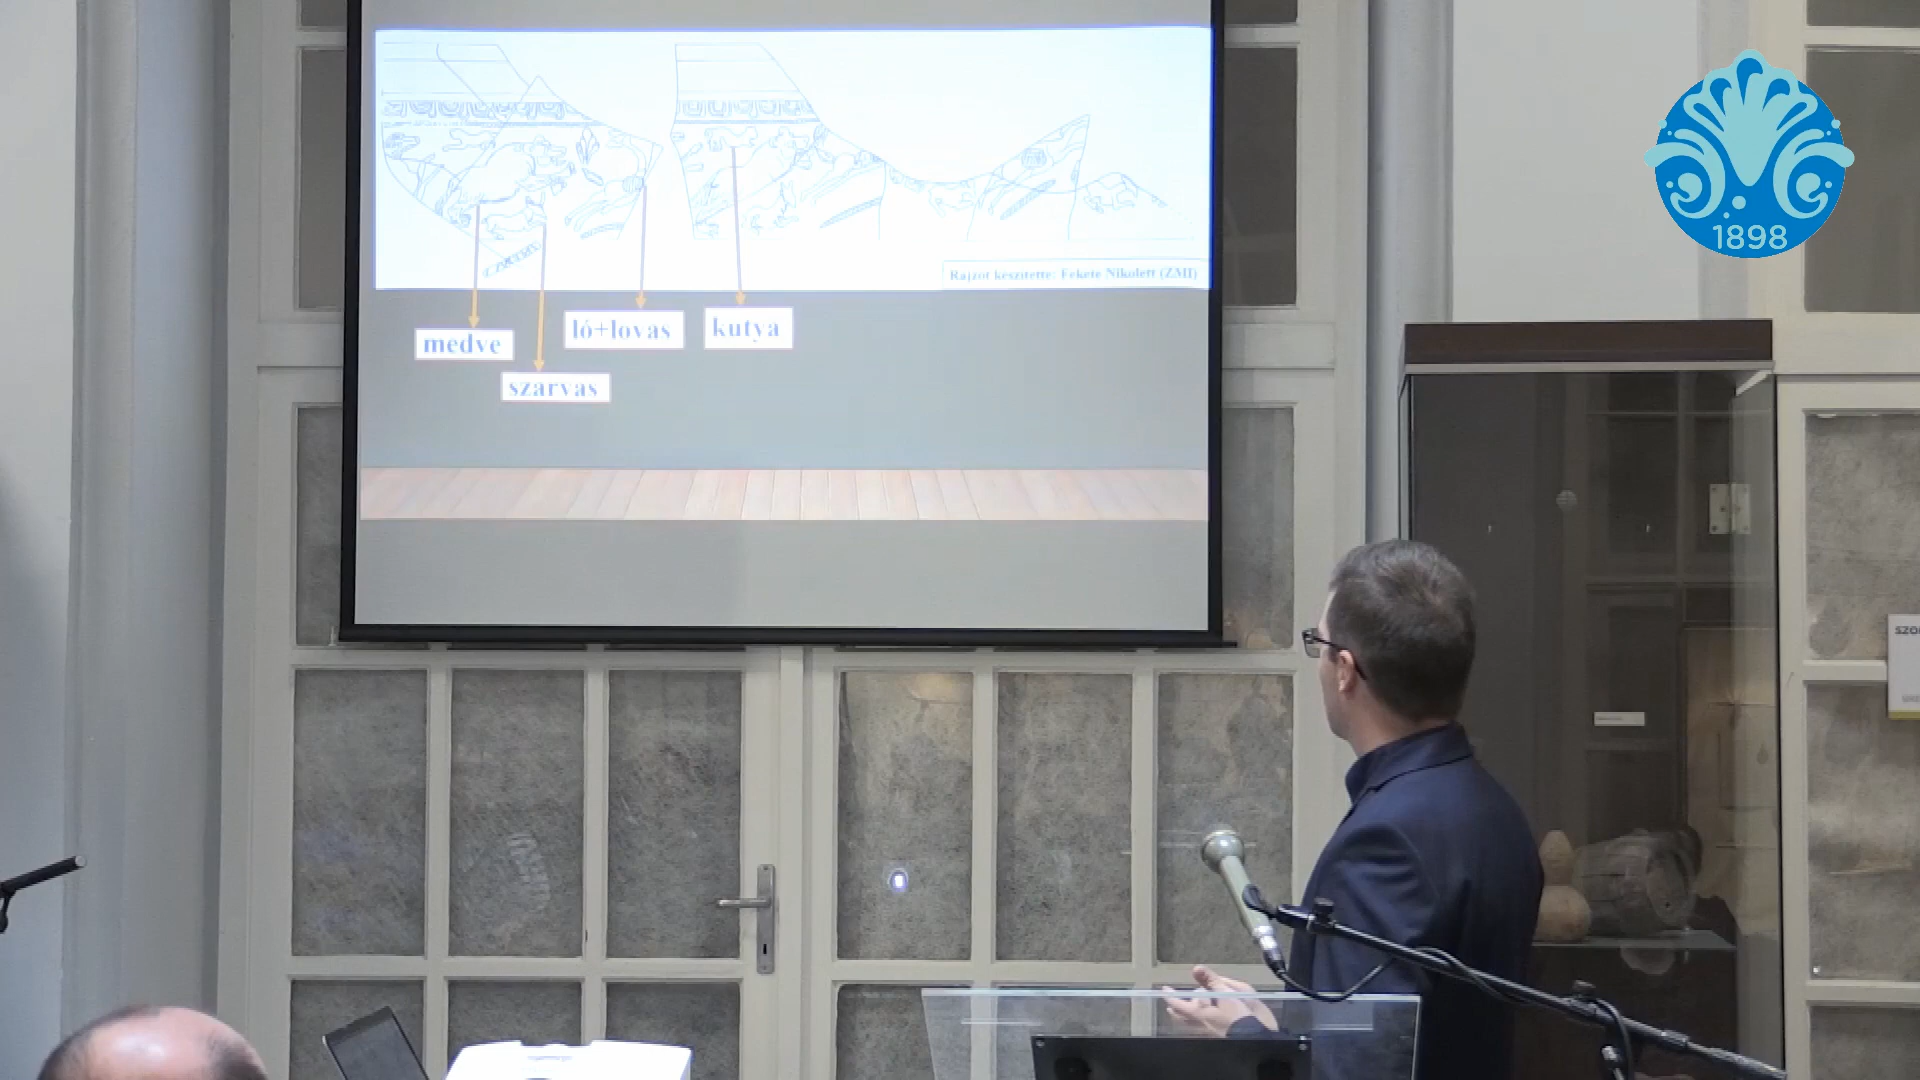 Rajzot készítette: Fekete Nikolett (ZMI)
medve
szarvas
ló+lovas
kutya
1898